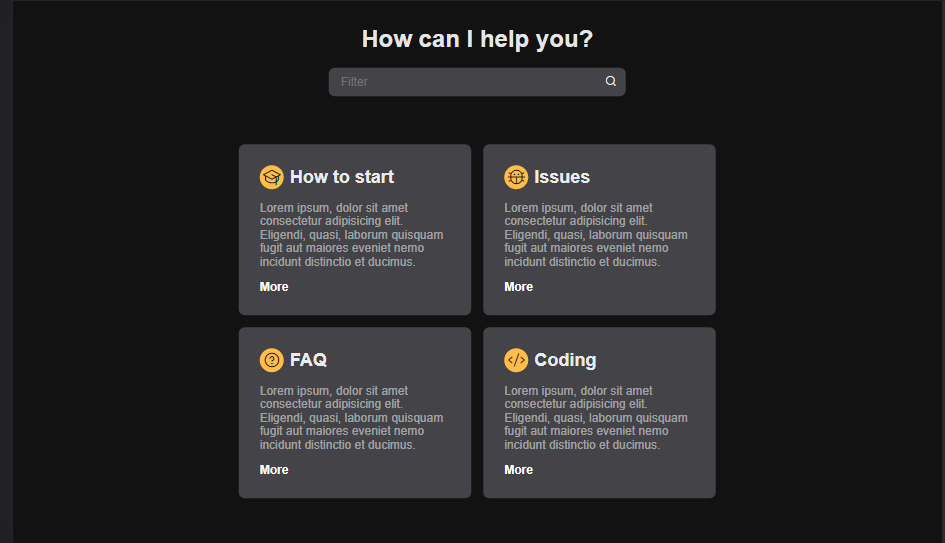 How can I help you?
Filter
How to start
Lorem ipsum, dolor sit amet
consectetur adipisicing elit.
Eligendi, quasi, laborum quisquam
fugit aut maiores eveniet nemo
incidunt distinctio et ducimus.
More
Issues
Lorem ipsum, dolor sit amet
consectetur adipisicing elit.
Eligendi, quasi, laborum quisquam
fugit aut maiores eveniet nemo
incidunt distinctio et ducimus.
More
FAQ
Lorem ipsum, dolor sit amet
consectetur adipisicing elit.
Eligendi, quasi, laborum quisquam
fugit aut maiores eveniet nemo
incidunt distinctio et ducimus.
More
Coding
Lorem ipsum, dolor sit amet
consectetur adipisicing elit.
Eligendi, quasi, laborum quisquam
fugit aut maiores eveniet nemo
incidunt distinctio et ducimus.
More